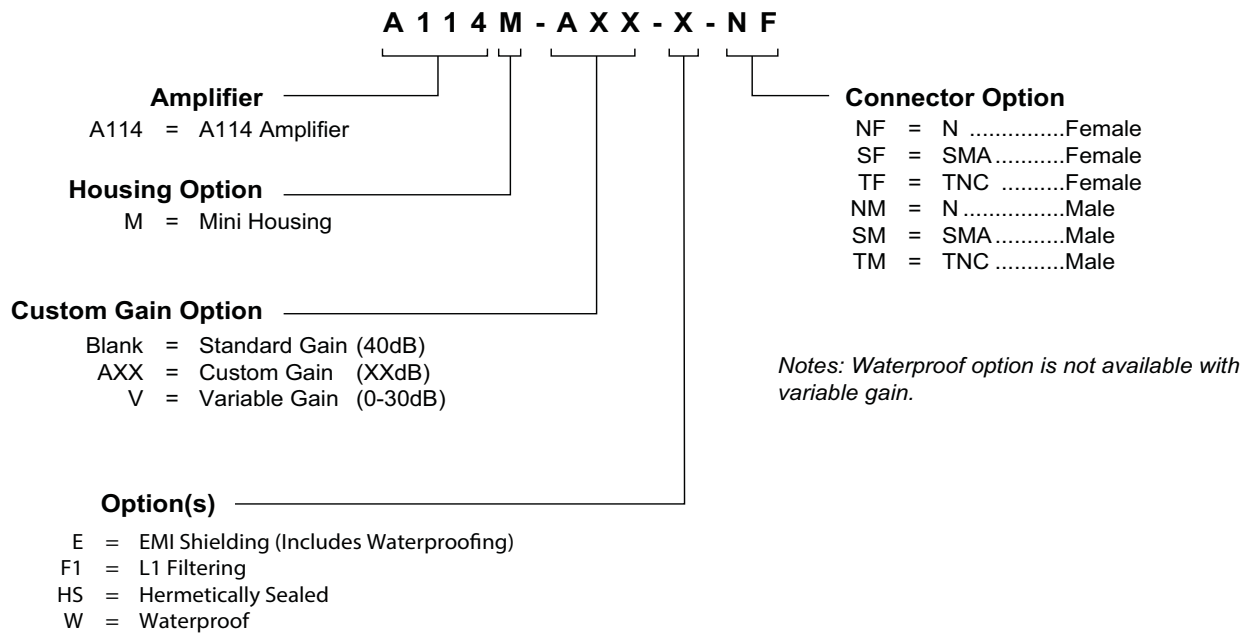 A 1 1 4 M - A X X - X - N F
Amplifier
A114 = A114 Amplifier
Housing Option
M = Mini Housing
Custom Gain Option
Blank = Standard Gain (40dB)
AXX = Custom Gain (XXdB)
V = Variable Gain (0-30dB)
Option(s)
E = EMI Shielding (Includes Waterproofing)
F1 = L1 Filtering
HS = Hermetically Sealed
W = Waterproof
Connector Option
NF = N ...............Female
SF = SMA...........Female
TF = TNC ..........Female
NM = N ................Male
SM = SMA...........Male
TM = TNC ...........Male
Notes: Waterproof option is not available with
variable gain.